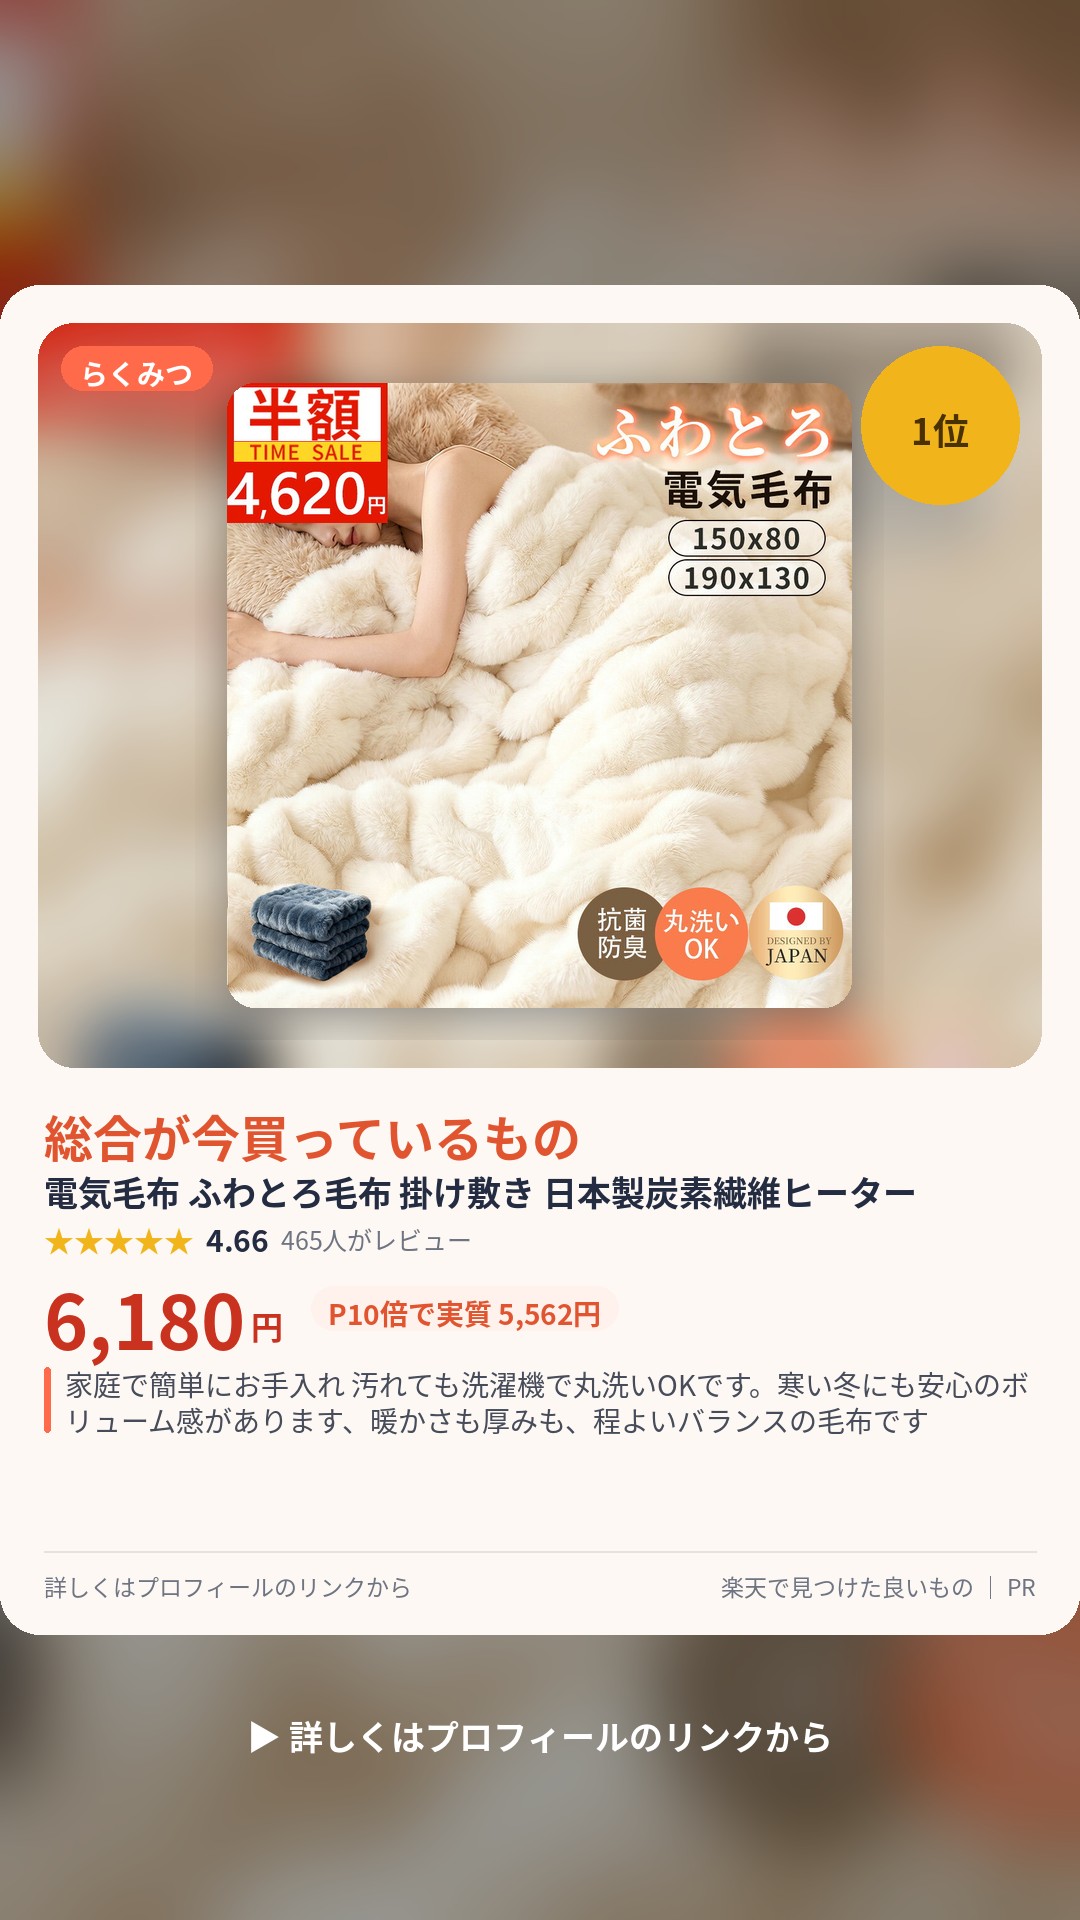 らくみつ
1位
半額
TIME SALE
4,620円
ふわとろ
電気毛布
150x80
190x130
抗菌
防臭
丸洗い
OK
DESIGNED BY
JAPAN
総合が今買っているもの
電気毛布 ふわとろ毛布 掛け敷き 日本製炭素繊維ヒーター
★★★★★ 4.66 465人がレビュー
6,180円 P10倍で実質 5,562円
家庭で簡単にお手入れ 汚れても洗濯機で丸洗いOKです。寒い冬にも安心のボ
リューム感があります、暖かさも厚みも、程よいバランスの毛布です
詳しくはプロフィールのリンクから
楽天で見つけた良いもの｜PR
▶ 詳しくはプロフィールのリンクから